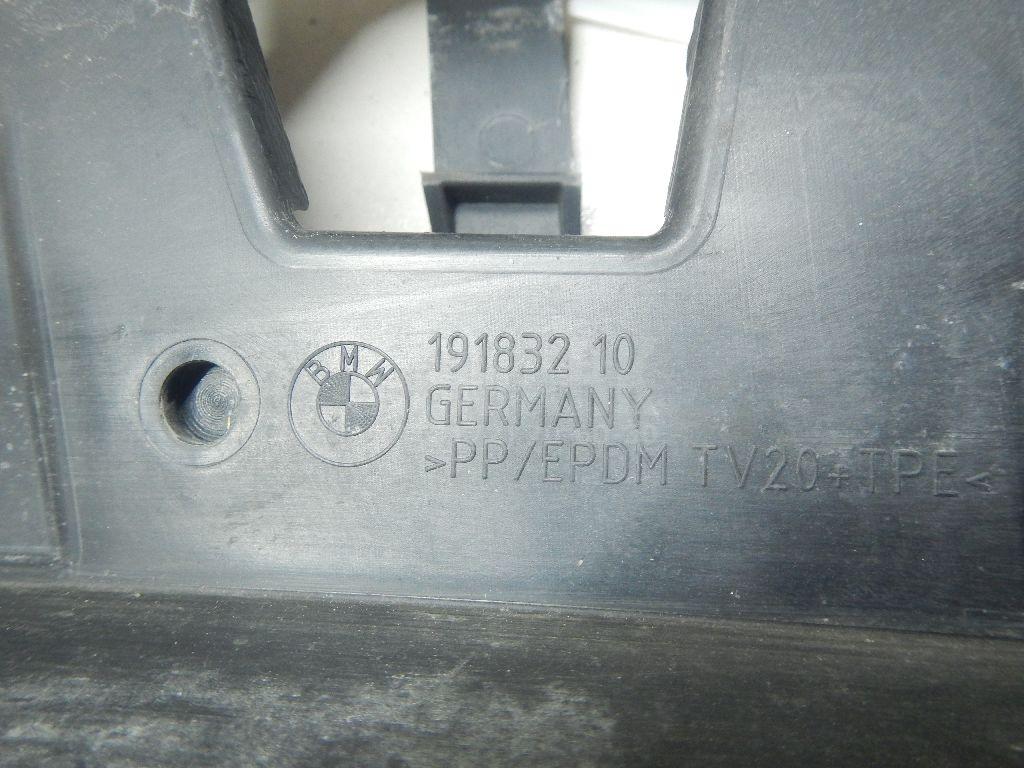 BMW
191832 10
GERMANY
>PP/EPDM TV20+TPE<